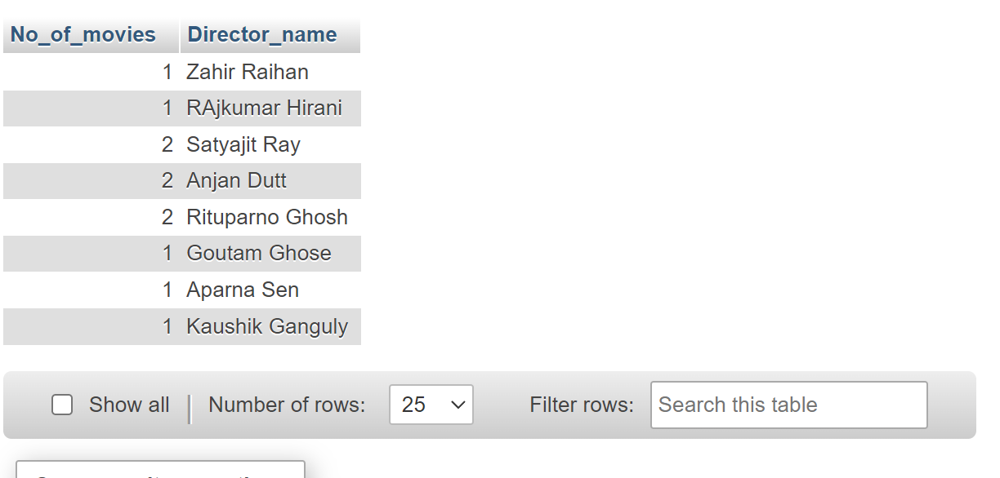 No_of_movies Director_name
1 Zahir Raihan
1 RAjkumar Hirani
2 Satyajit Ray
2 Anjan Dutt
2 Rituparno Ghosh
1 Goutam Ghose
1 Aparna Sen
1 Kaushik Ganguly
Show all Number of rows: 25 Filter rows: Search this table